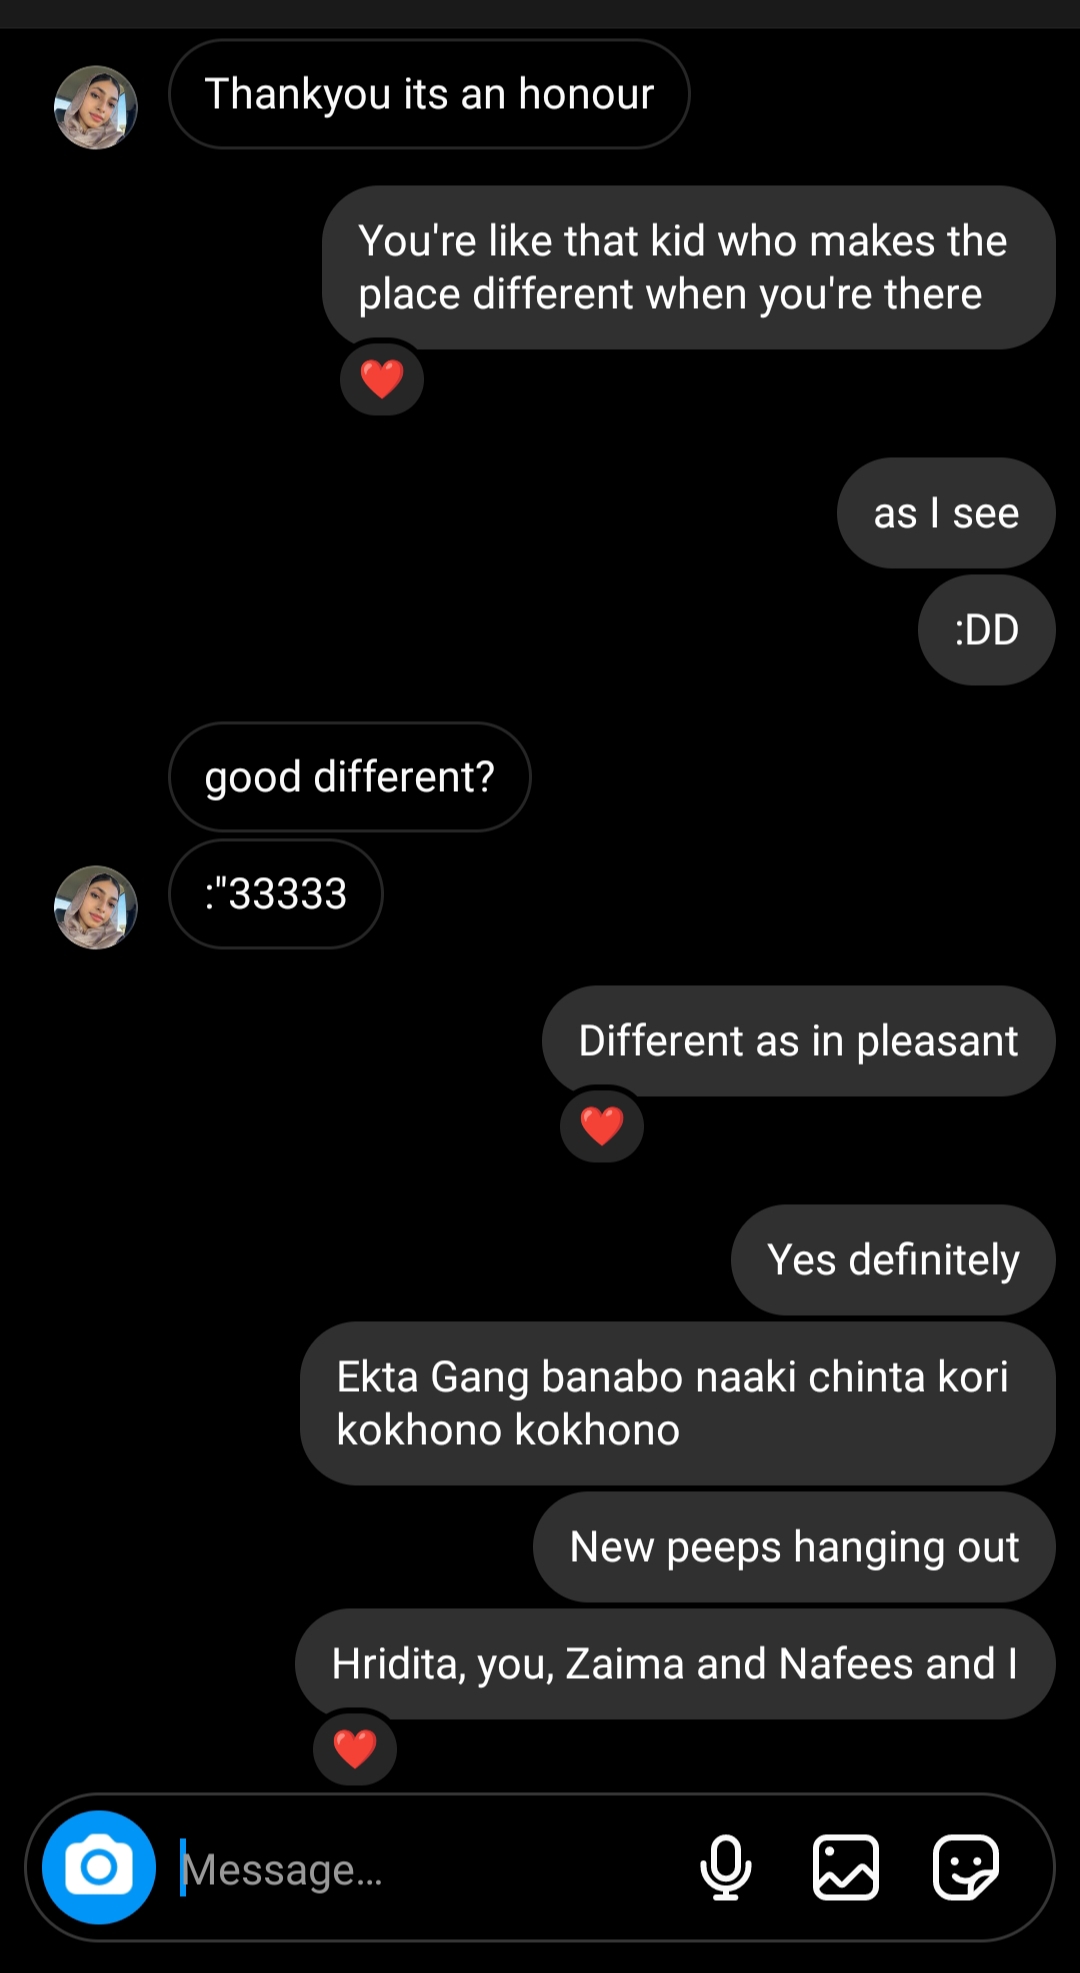 Thankyou its an honour
You're like that kid who makes the
place different when you're there
as I see
:DD
good different?
:"33333
Different as in pleasant
Yes definitely
Ekta Gang banabo naaki chinta kori
kokhono kokhono
New peeps hanging out
Hridita, you, Zaima and Nafees and I
Message...